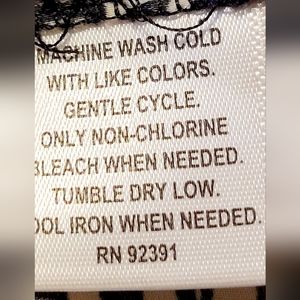 MACHINE WASH COLD
WITH LIKE COLORS.
GENTLE CYCLE.
ONLY NON-CHLORINE
BLEACH WHEN NEEDED.
TUMBLE DRY LOW.
OOL IRON WHEN NEEDED.
RN 92391